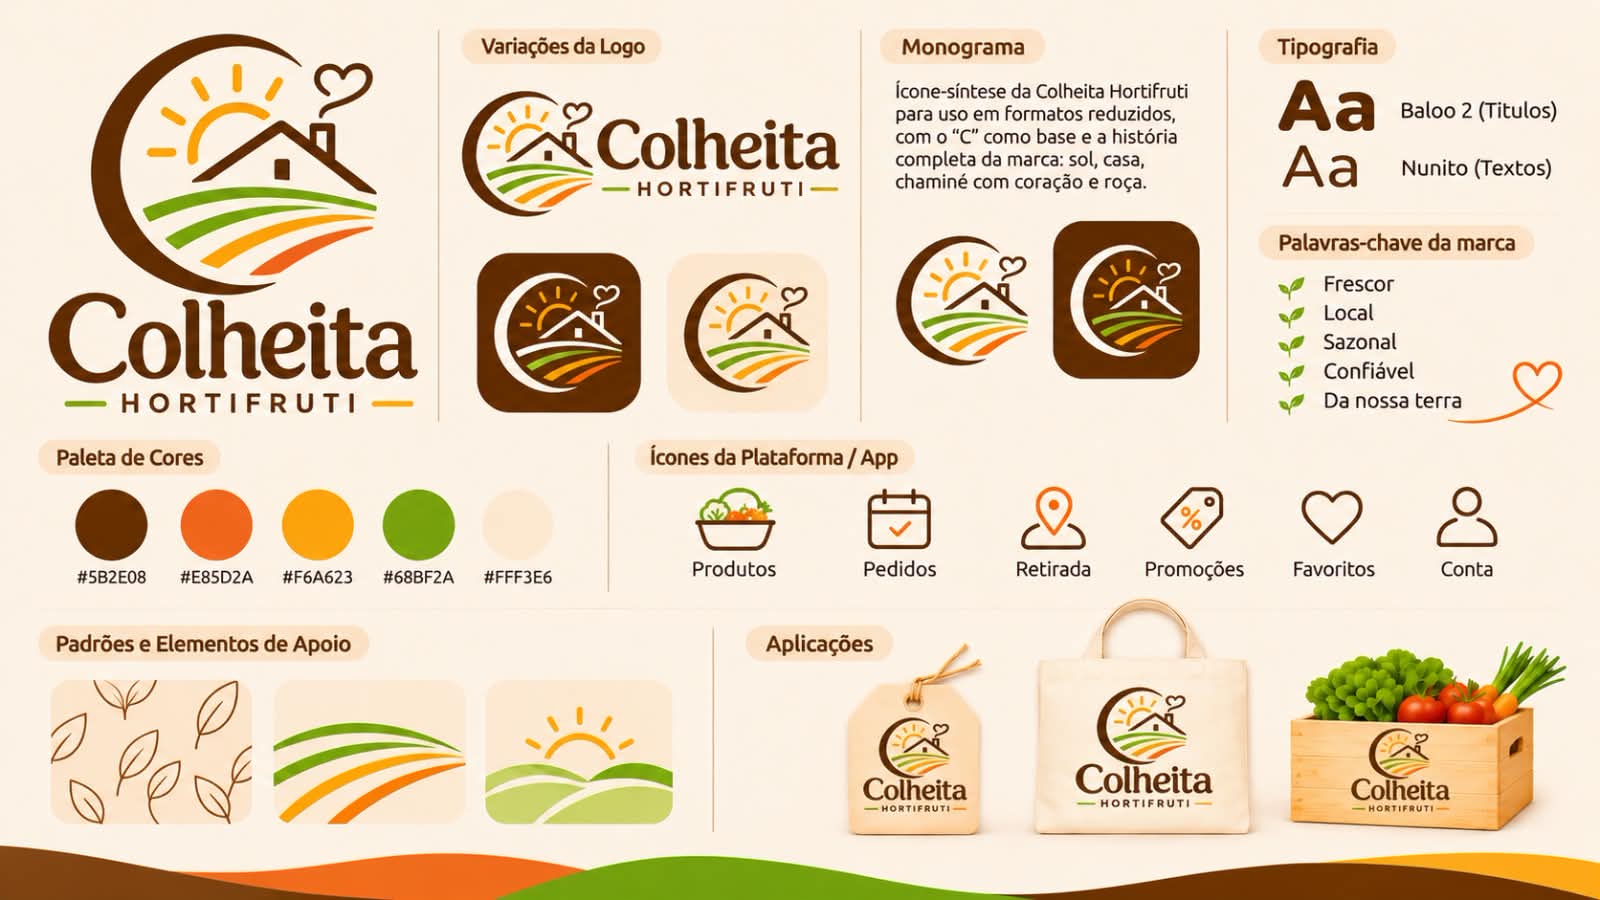 Colheita
HORTIFRUTI
Variações da Logo
Colheita
HORTIFRUTI
Monograma
Ícone-síntese da Colheita Hortifruti
para uso em formatos reduzidos,
com o “C” como base e a história
completa da marca: sol, casa,
chaminé com coração e roça.
Tipografia
Aa
Baloo 2 (Titulos)
Aa
Nunito (Textos)
Palavras-chave da marca
Frescor
Local
Sazonal
Confiável
Da nossa terra
Paleta de Cores
#5B2E08
#E85D2A
#F6A623
#68BF2A
#FFF3E6
Ícones da Plataforma / App
Produtos
Pedidos
Retirada
Promoções
Favoritos
Conta
Padrões e Elementos de Apoio
Aplicações
Colheita
HORTIFRUTI
Colheita
HORTIFRUTI
Colheita
HORTIFRUTI